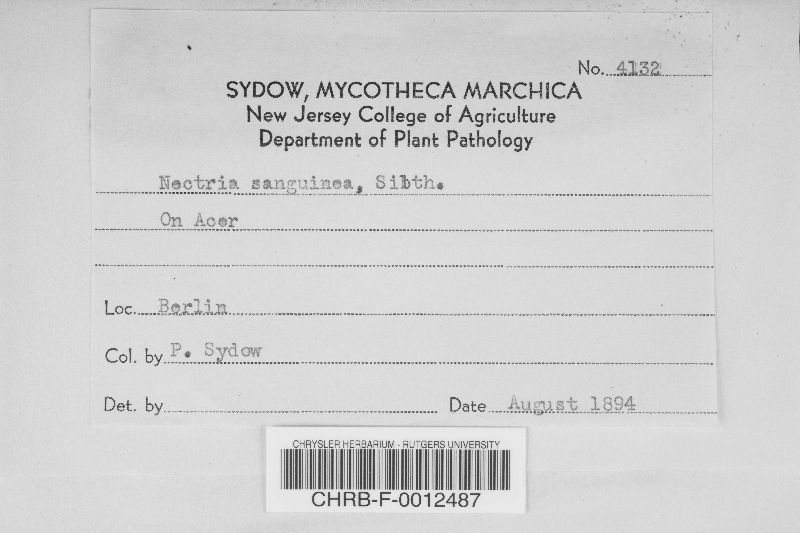 No. 4132
SYDOW, MYCOTHECA MARCHICA
New Jersey College of Agriculture
Department of Plant Pathology
Nectria sanguinea, Sibth.
On Acer
Loc. Berlin
Col. by P. Sydow
Det. by
Date August 1894
CHRYSLER HERBARIUM - RUTGERS UNIVERSITY
CHRB-F-0012487